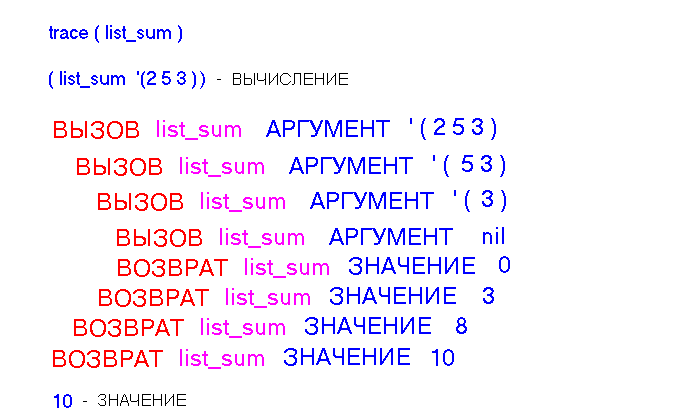 trace ( list_sum )
( list_sum '(2 5 3 ) ) - ВЫЧИСЛЕНИЕ
ВЫЗОВ list_sum АРГУМЕНТ ' ( 2 5 3 )
ВЫЗОВ list_sum АРГУМЕНТ ' ( 5 3 )
ВЫЗОВ list_sum АРГУМЕНТ ' ( 3 )
ВЫЗОВ list_sum АРГУМЕНТ nil
ВОЗВРАТ list_sum ЗНАЧЕНИЕ 0
ВОЗВРАТ list_sum ЗНАЧЕНИЕ 3
ВОЗВРАТ list_sum ЗНАЧЕНИЕ 8
ВОЗВРАТ list_sum ЗНАЧЕНИЕ 10
10 - ЗНАЧЕНИЕ